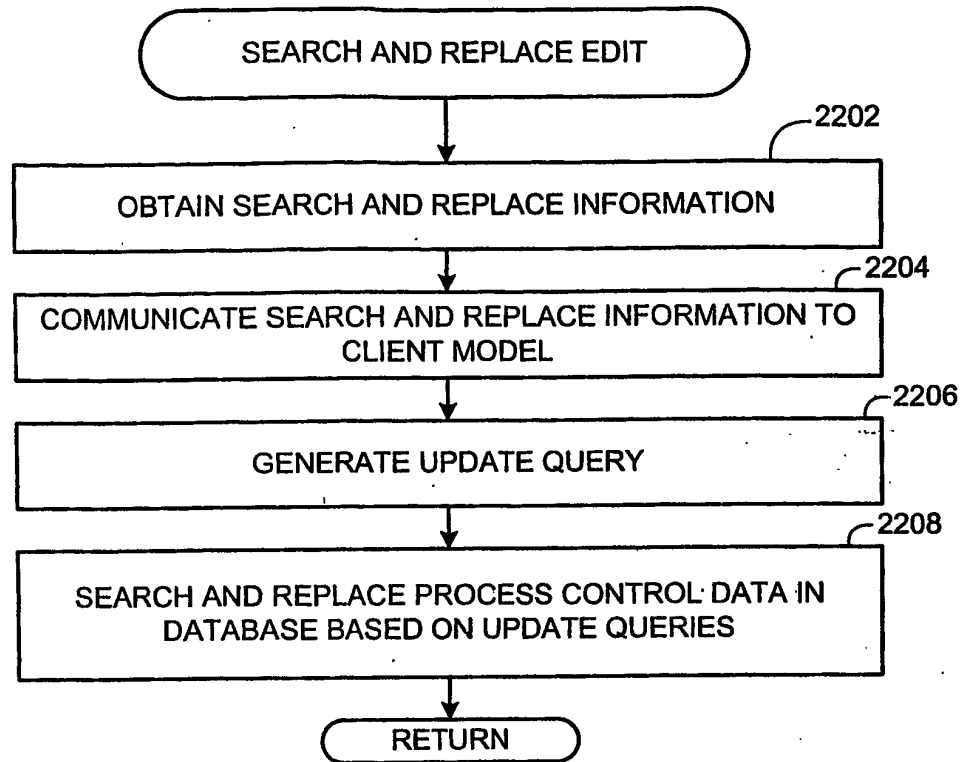 SEARCH AND REPLACE EDIT
2202
OBTAIN SEARCH AND REPLACE INFORMATION
2204
COMMUNICATE SEARCH AND REPLACE INFORMATION TO
CLIENT MODEL
2206
GENERATE UPDATE QUERY
2208
SEARCH AND REPLACE PROCESS CONTROL DATA IN
DATABASE BASED ON UPDATE QUERIES
RETURN